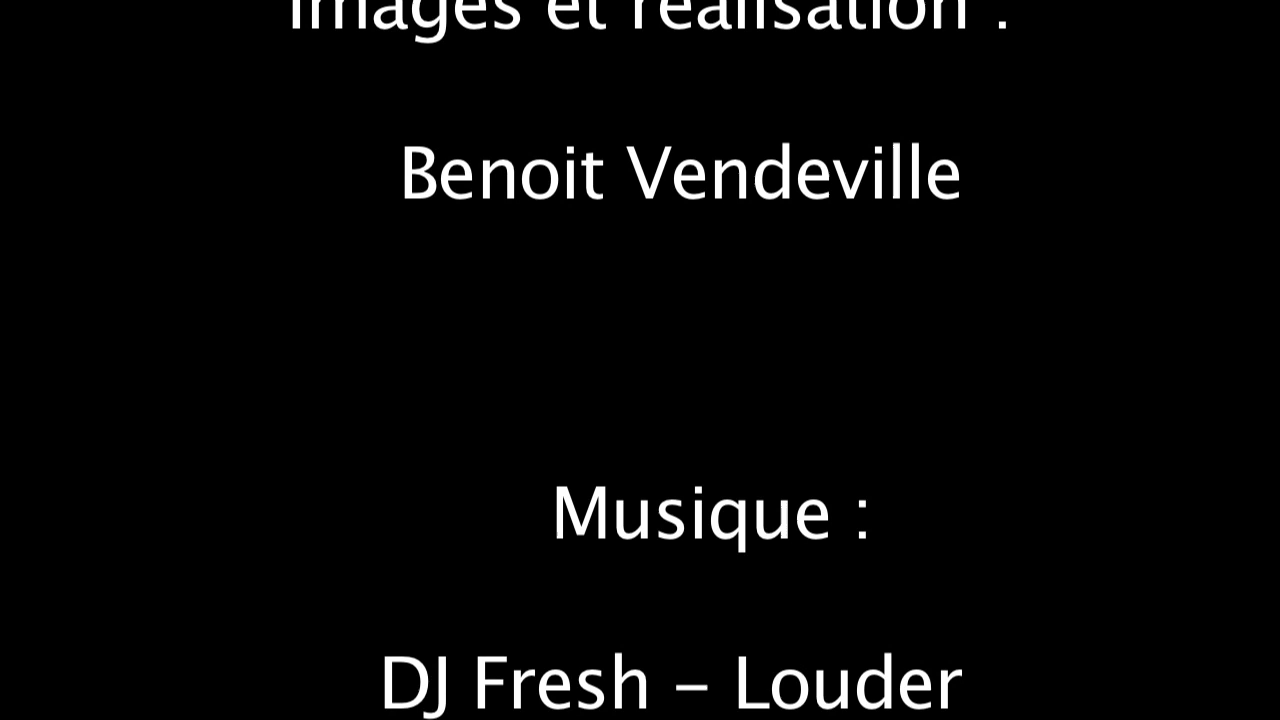 Images et réalisation :
Benoit Vendeville
Musique :
DJ Fresh - Louder